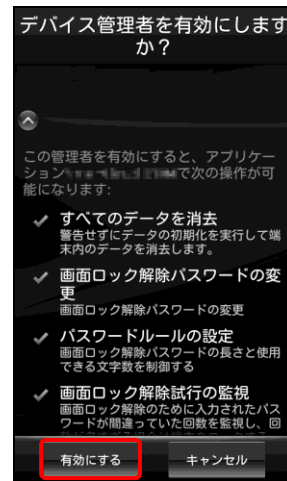 デバイス管理者を有効にします
か？
この管理者を有効にすると、アプリケー
ション で次の操作が可
能になります:
すべてのデータを消去
警告せずにデータの初期化を実行して端
末内のデータを消去します。
画面ロック解除パスワードの変
更
画面ロック解除パスワードの変更
パスワードルールの設定
画面ロック解除パスワードの長さと使用
できる文字数を制御する
画面ロック解除試行の監視
画面ロック解除のために入力されたパス
ワードが間違っていた回数を監視し、回
有効にする
キャンセル